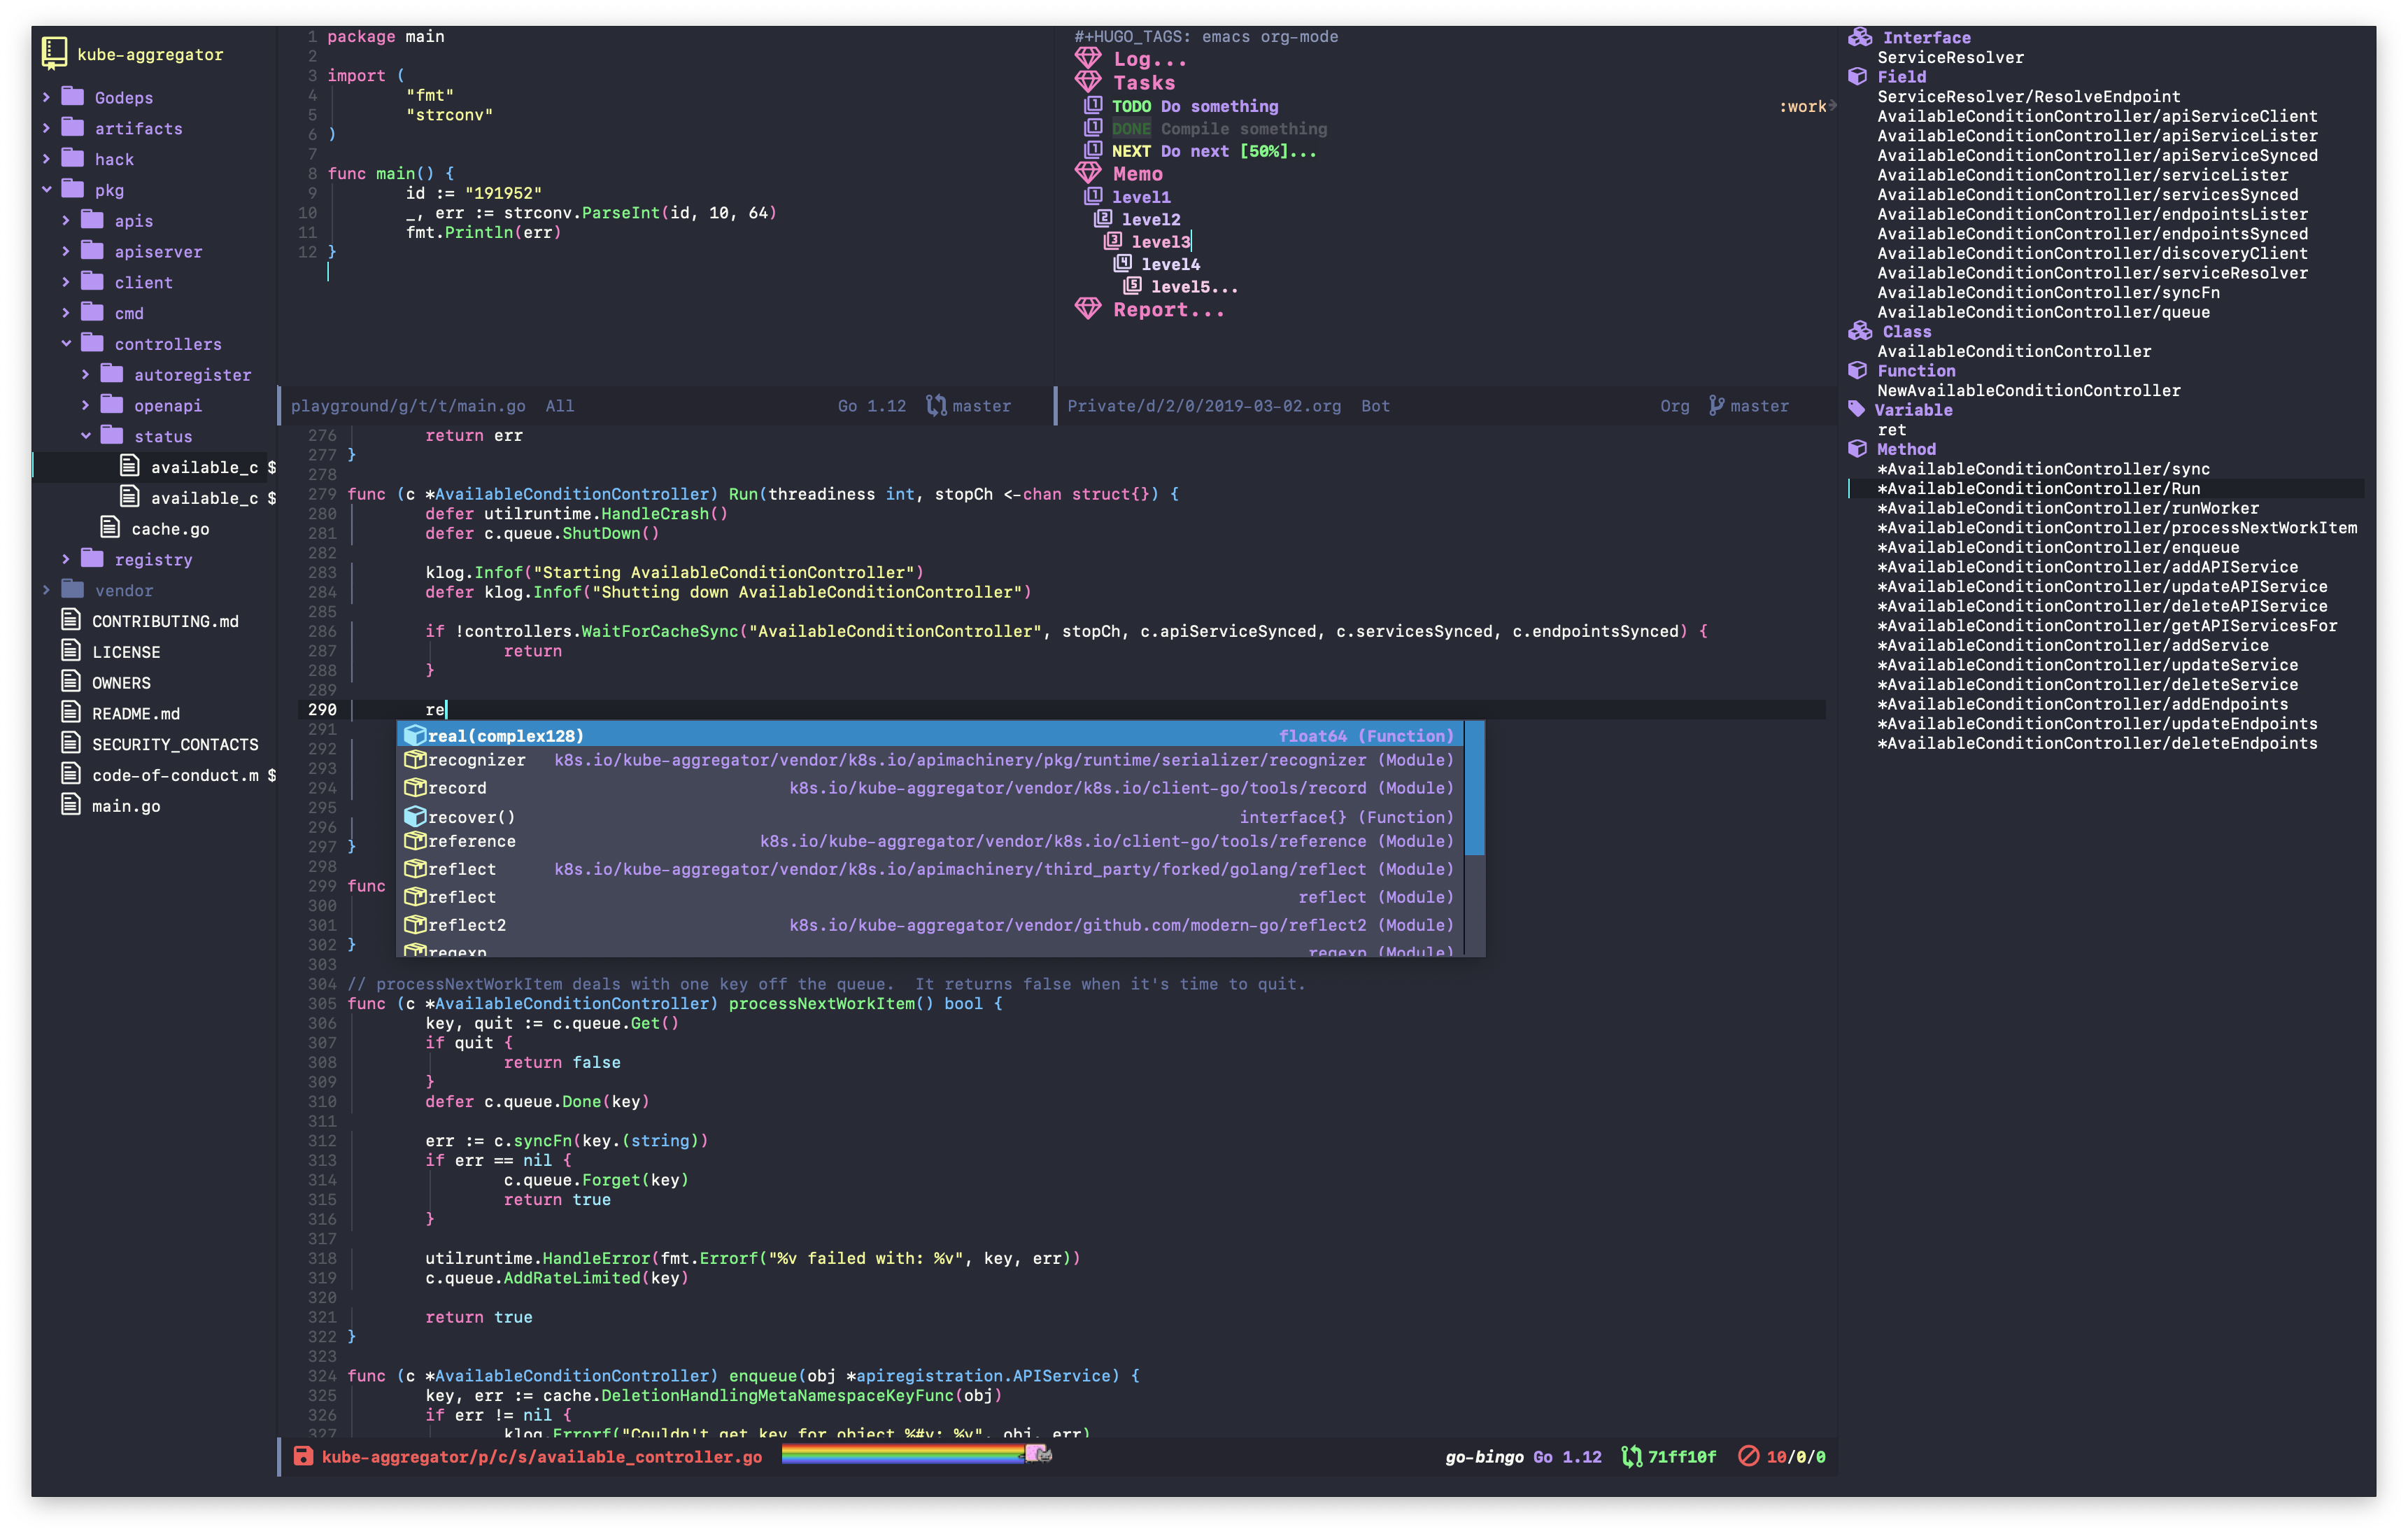 kube-aggregator
Godeps
artifacts
hack
pkg
apis
apiserver
client
cmd
controllers
autoregister
openapi
status
available_c $
available_c $
cache.go
registry
vendor
CONTRIBUTING.md
LICENSE
OWNERS
README.md
SECURITY_CONTACTS
code-of-conduct.m $
main.go
1 package main
2
3 import (
4 "fmt"
5 "strconv"
6 )
7
8 func main() {
9 id := "191952"
10 _, err := strconv.ParseInt(id, 10, 64)
11 fmt.Println(err)
12 }
playground/g/t/t/main.go All Go 1.12 master
#+HUGO_TAGS: emacs org-mode
Log...
Tasks
1 TODO Do something :work
1 DONE Compile something
1 NEXT Do next [50%]...
Memo
1 level1
2 level2
3 level3
4 level4
5 level5...
Report...
Private/d/2/0/2019-03-02.org Bot Org master
276 return err
277 }
278
279 func (c *AvailableConditionController) Run(threadiness int, stopCh <-chan struct{}) {
280 defer utilruntime.HandleCrash()
281 defer c.queue.ShutDown()
282
283 klog.Infof("Starting AvailableConditionController")
284 defer klog.Infof("Shutting down AvailableConditionController")
285
286 if !controllers.WaitForCacheSync("AvailableConditionController", stopCh, c.apiServiceSynced, c.servicesSynced, c.endpointsSynced) {
287 return
288 }
289
290 re
291
292
293
294
295
296
297 }
298
299 func
300
301
302 }
303
real(complex128) float64 (Function)
recognizer k8s.io/kube-aggregator/vendor/k8s.io/apimachinery/pkg/runtime/serializer/recognizer (Module)
record k8s.io/kube-aggregator/vendor/k8s.io/client-go/tools/record (Module)
recover() interface{} (Function)
reference k8s.io/kube-aggregator/vendor/k8s.io/client-go/tools/reference (Module)
reflect k8s.io/kube-aggregator/vendor/k8s.io/apimachinery/third_party/forked/golang/reflect (Module)
reflect reflect (Module)
reflect2 k8s.io/kube-aggregator/vendor/github.com/modern-go/reflect2 (Module)
regexp regexp (Module)
304 // processNextWorkItem deals with one key off the queue.  It returns false when it's time to quit.
305 func (c *AvailableConditionController) processNextWorkItem() bool {
306 key, quit := c.queue.Get()
307 if quit {
308 return false
309 }
310 defer c.queue.Done(key)
311
312 err := c.syncFn(key.(string))
313 if err == nil {
314 c.queue.Forget(key)
315 return true
316 }
317
318 utilruntime.HandleError(fmt.Errorf("%v failed with: %v", key, err))
319 c.queue.AddRateLimited(key)
320
321 return true
322 }
323
324 func (c *AvailableConditionController) enqueue(obj *apiregistration.APIService) {
325 key, err := cache.DeletionHandlingMetaNamespaceKeyFunc(obj)
326 if err != nil {
327 klog.Errorf("Couldn't get key for object %#v: %v", obj, err)
kube-aggregator/p/c/s/available_controller.go go-bingo Go 1.12 71ff10f 10/0/0
Interface
ServiceResolver
Field
ServiceResolver/ResolveEndpoint
AvailableConditionController/apiServiceClient
AvailableConditionController/apiServiceLister
AvailableConditionController/apiServiceSynced
AvailableConditionController/serviceLister
AvailableConditionController/servicesSynced
AvailableConditionController/endpointsLister
AvailableConditionController/endpointsSynced
AvailableConditionController/discoveryClient
AvailableConditionController/serviceResolver
AvailableConditionController/syncFn
AvailableConditionController/queue
Class
AvailableConditionController
Function
NewAvailableConditionController
Variable
ret
Method
*AvailableConditionController/sync
*AvailableConditionController/Run
*AvailableConditionController/runWorker
*AvailableConditionController/processNextWorkItem
*AvailableConditionController/enqueue
*AvailableConditionController/addAPIService
*AvailableConditionController/updateAPIService
*AvailableConditionController/deleteAPIService
*AvailableConditionController/getAPIServicesFor
*AvailableConditionController/addService
*AvailableConditionController/updateService
*AvailableConditionController/deleteService
*AvailableConditionController/addEndpoints
*AvailableConditionController/updateEndpoints
*AvailableConditionController/deleteEndpoints